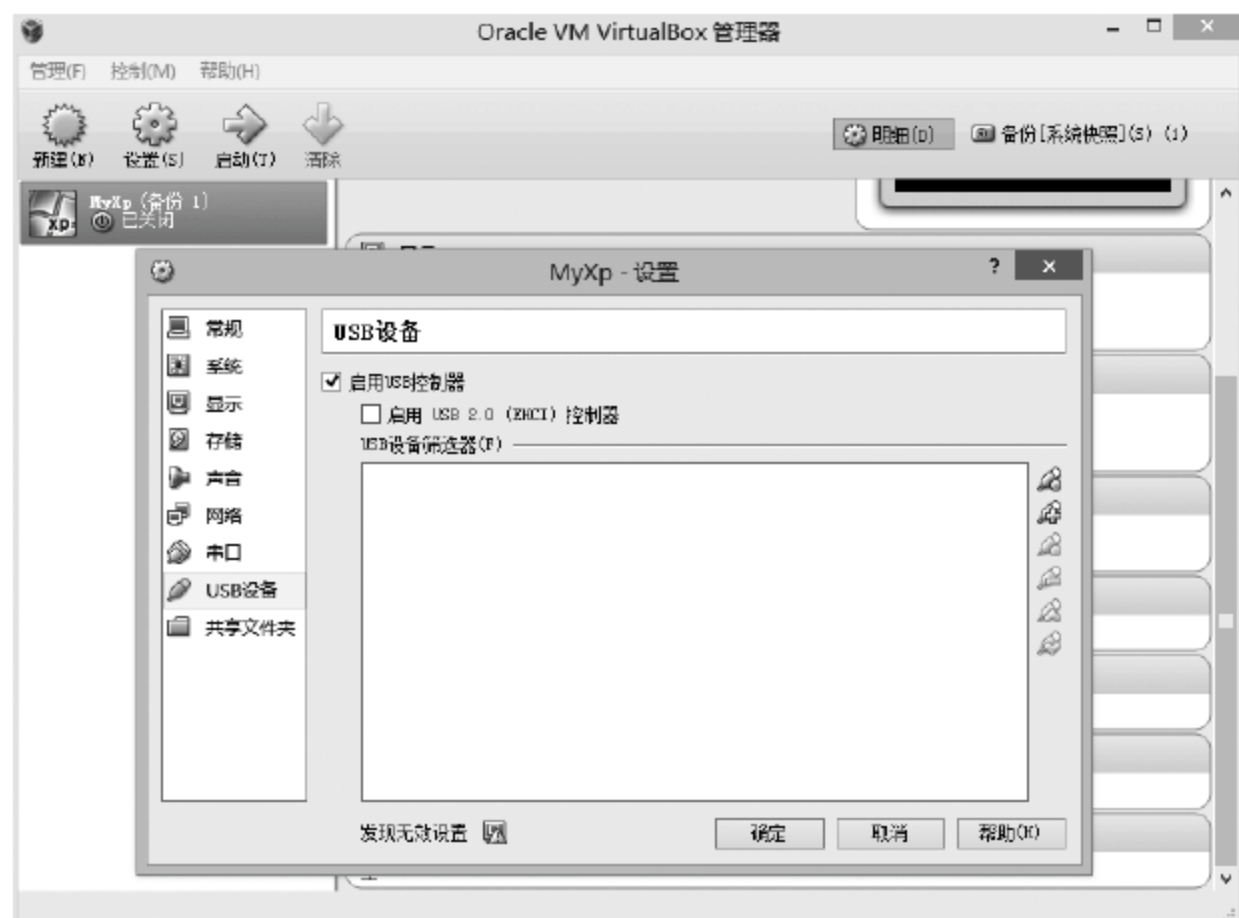 Oracle VM VirtualBox 管理器
管理(F) 控制(M) 帮助(H)
新建(N) 设置(S) 启动(T) 清除
明细(D) 备份[系统快照](S) (1)
MyXp (备份 1)
已关闭
MyXp - 设置
常规
系统
显示
存储
声音
网络
串口
USB设备
共享文件夹
USB设备
启用USB控制器
启用 USB 2.0 (EHCI) 控制器
USB设备筛选器(F)
发现无效设置
确定 取消 帮助(H)